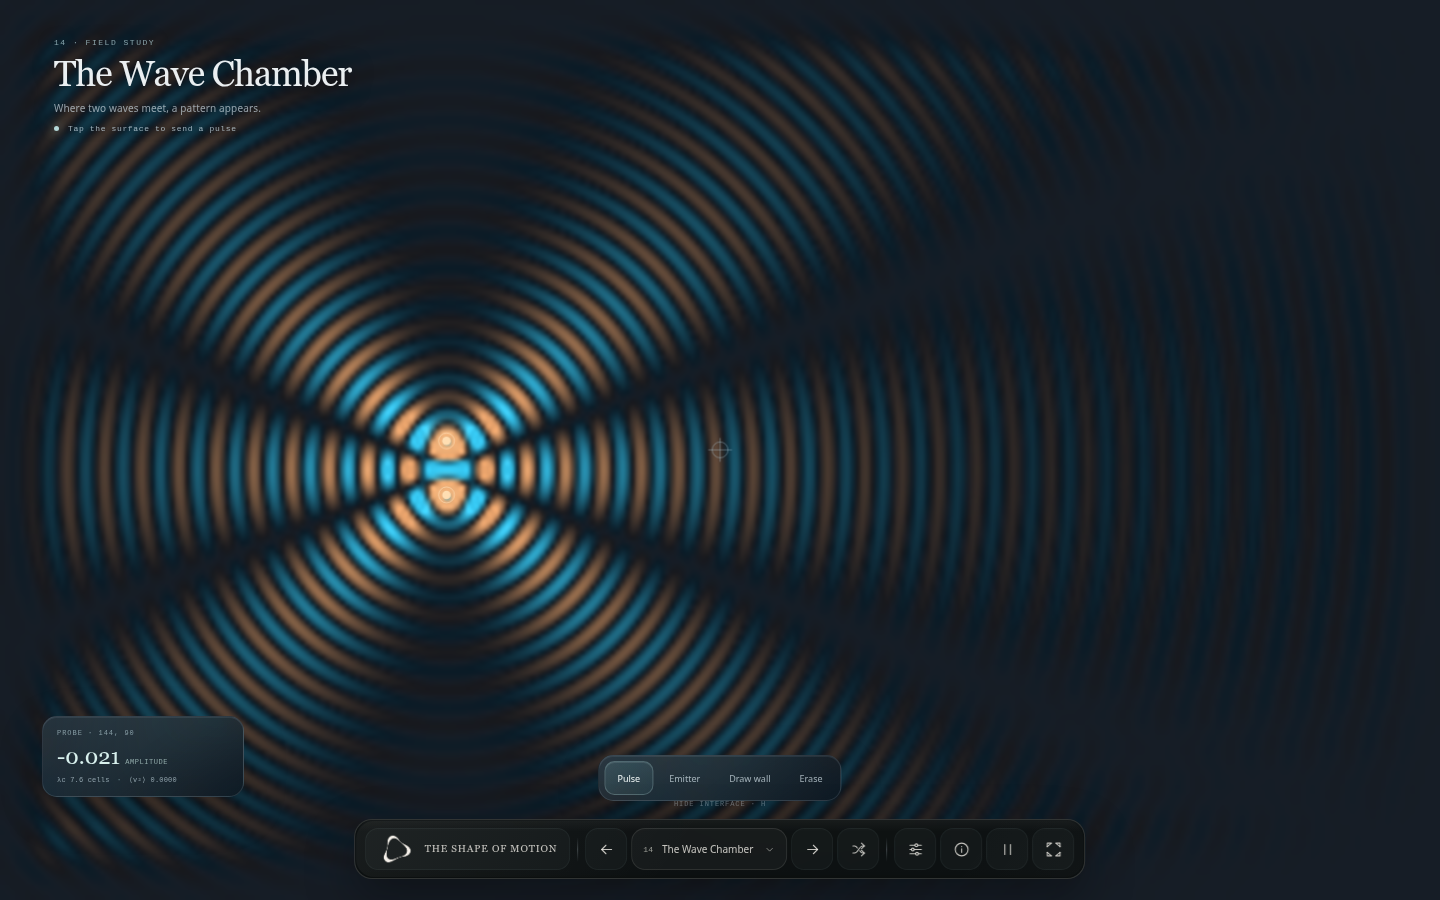 14 · FIELD STUDY
The Wave Chamber
Where two waves meet, a pattern appears.
Tap the surface to send a pulse
PROBE · 144, 90
-0.021 AMPLITUDE
λc 7.6 cells · ⟨v²⟩ 0.0000
Pulse Emitter Draw wall Erase
HIDE INTERFACE · H
THE SHAPE OF MOTION
14 The Wave Chamber